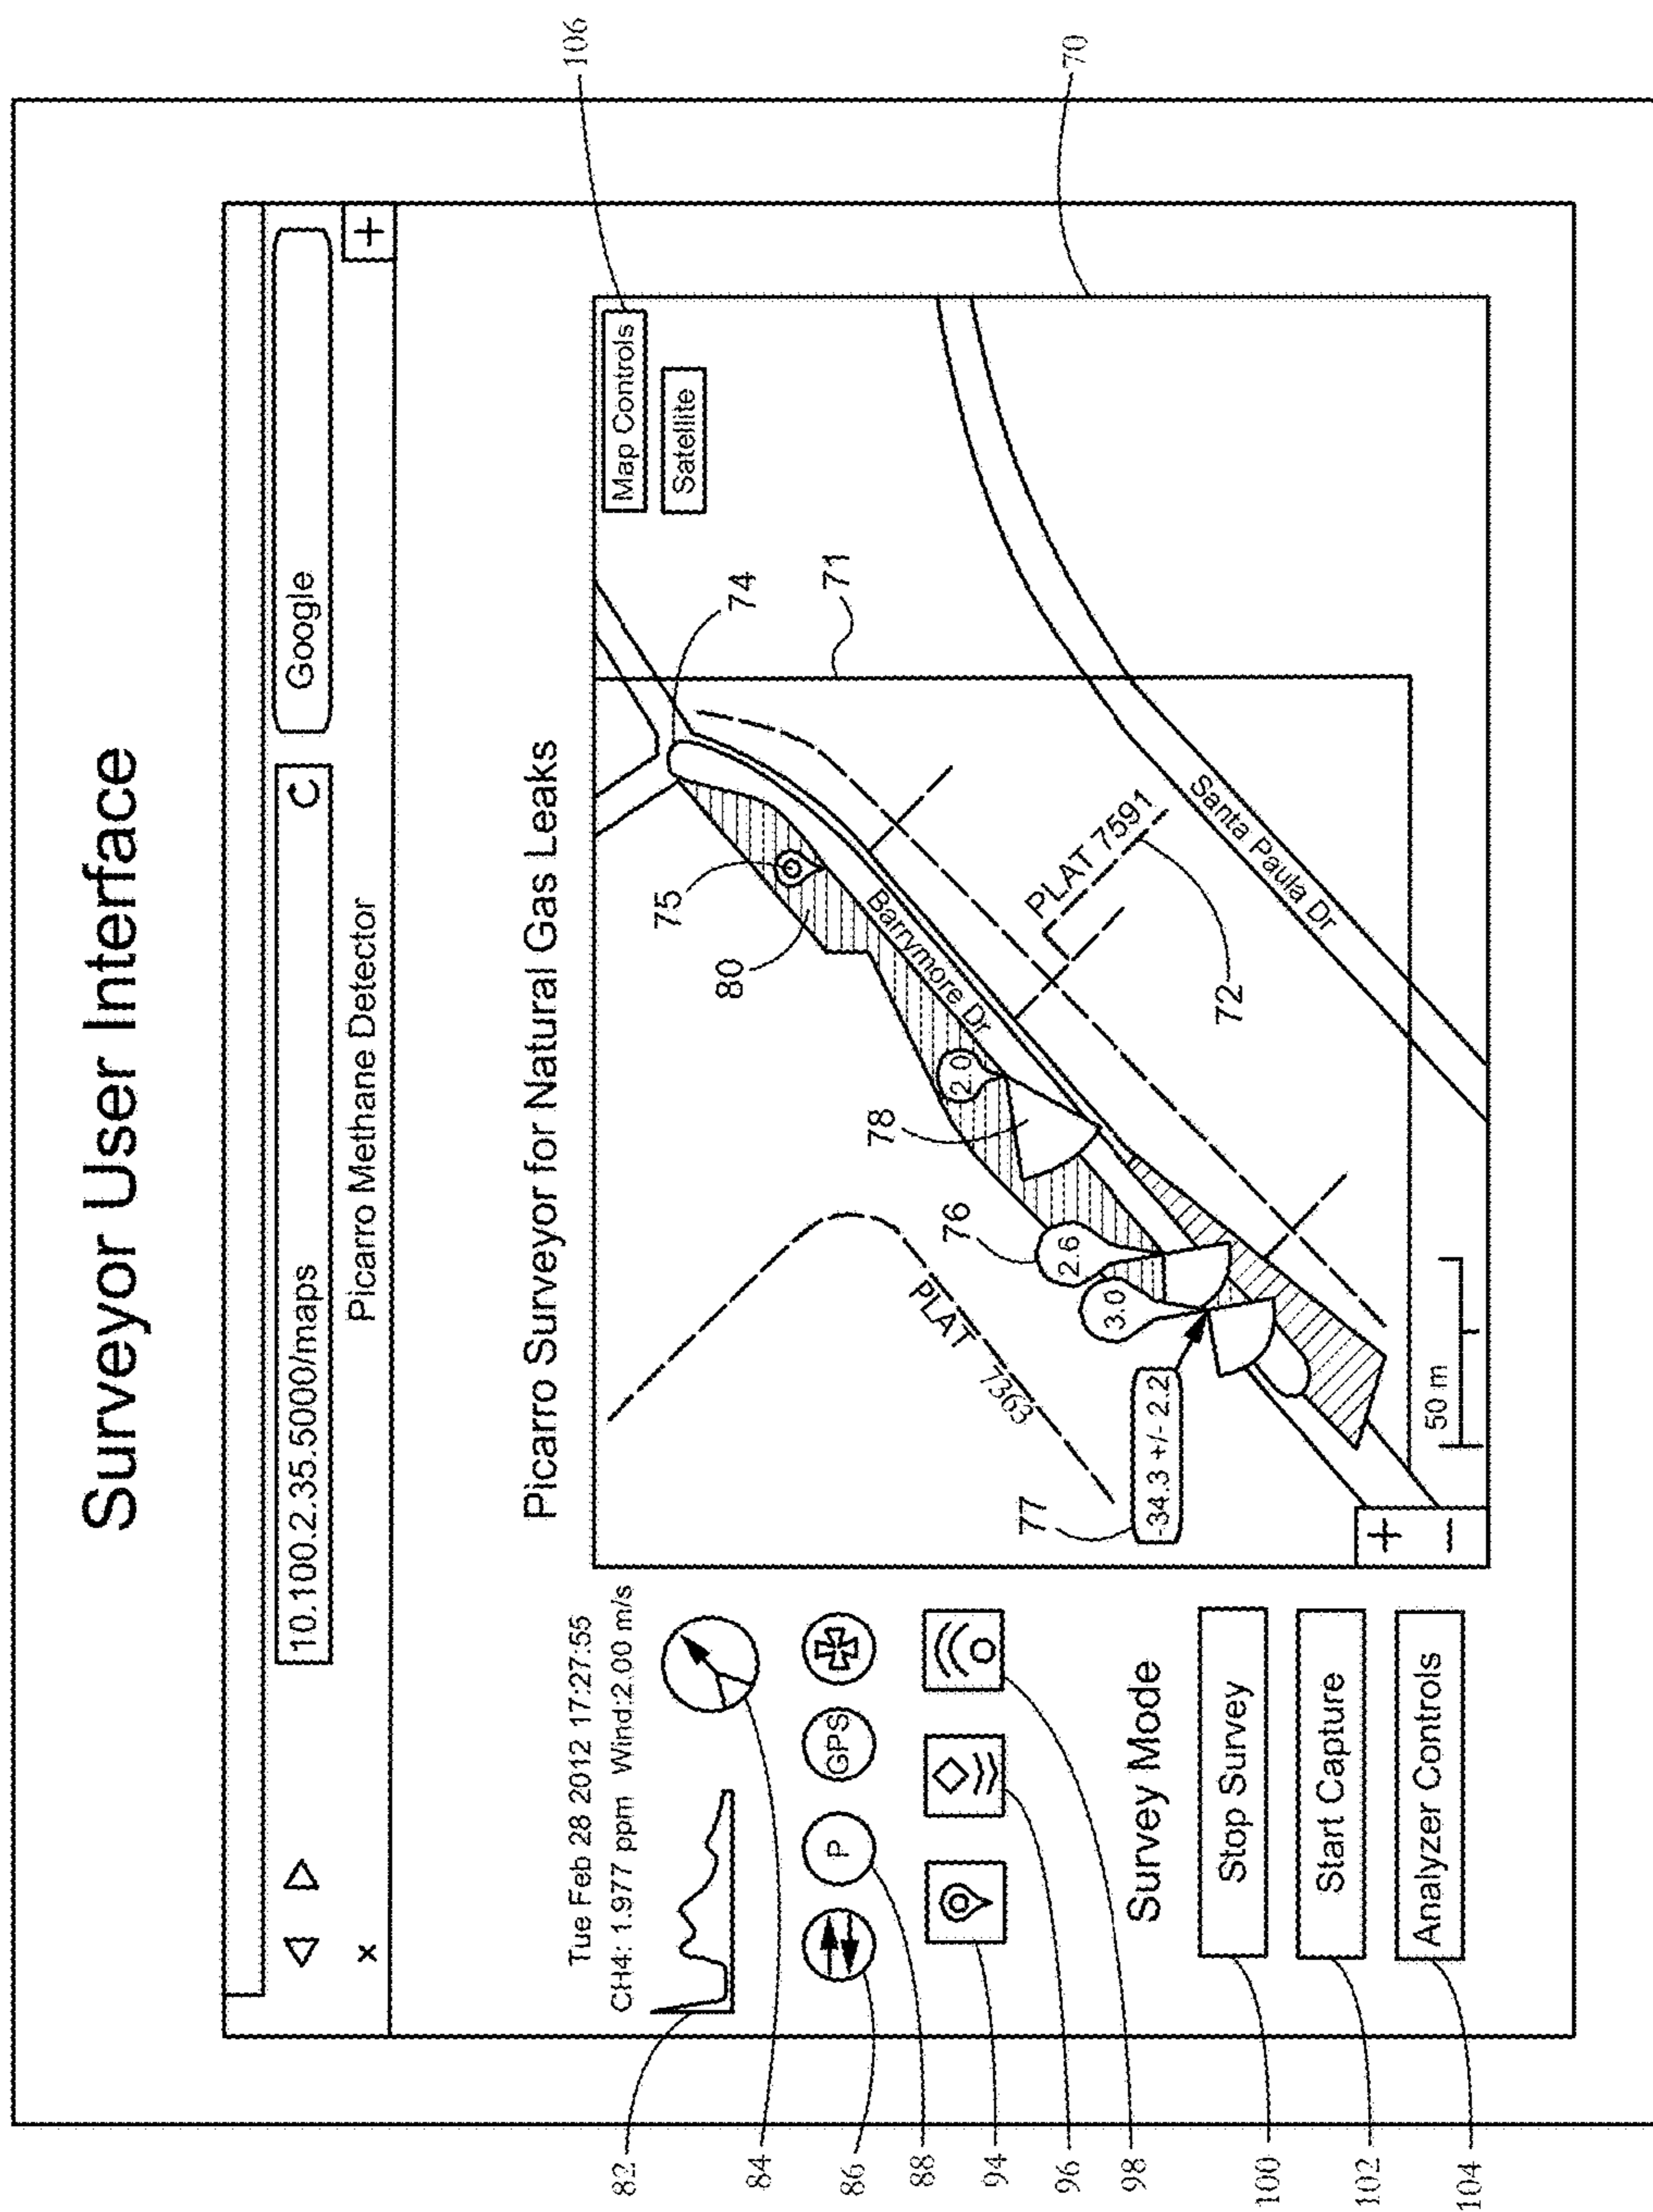 Surveyor User Interface
10.100.2.35.5000/maps
Google
x
Picarro Methane Detector
+
Picarro Surveyor for Natural Gas Leaks
106
70
Tue Feb 28 2012 17:27:55
CH4: 1.977 ppm Wind:2.00 m/s
P
GPS
Survey Mode
Stop Survey
Start Capture
Analyzer Controls
82
84
86
88
94
96
98
100
102
104
Map Controls
Satellite
74
71
75
80
Barrymore Dr
2.0
78
76
2.6
3.0
PLAT 7363
PLAT 7591
72
Santa Paula Dr
77
-34.3 +/- 2.2
50 m
+
−